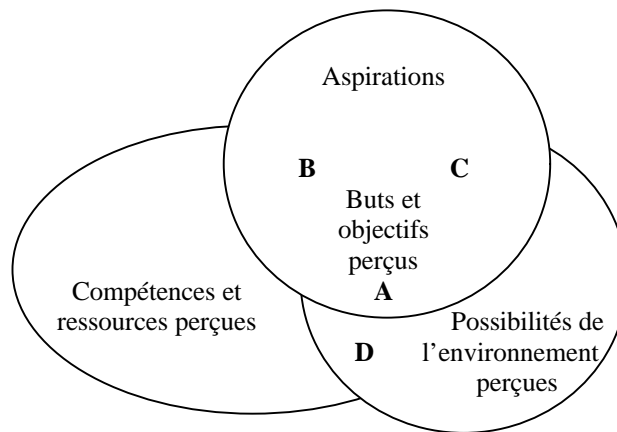 Aspirations
B
C
Buts et
objectifs
perçus
A
Compétences et
ressources perçues
Possibilités de
l’environnement
perçues
D